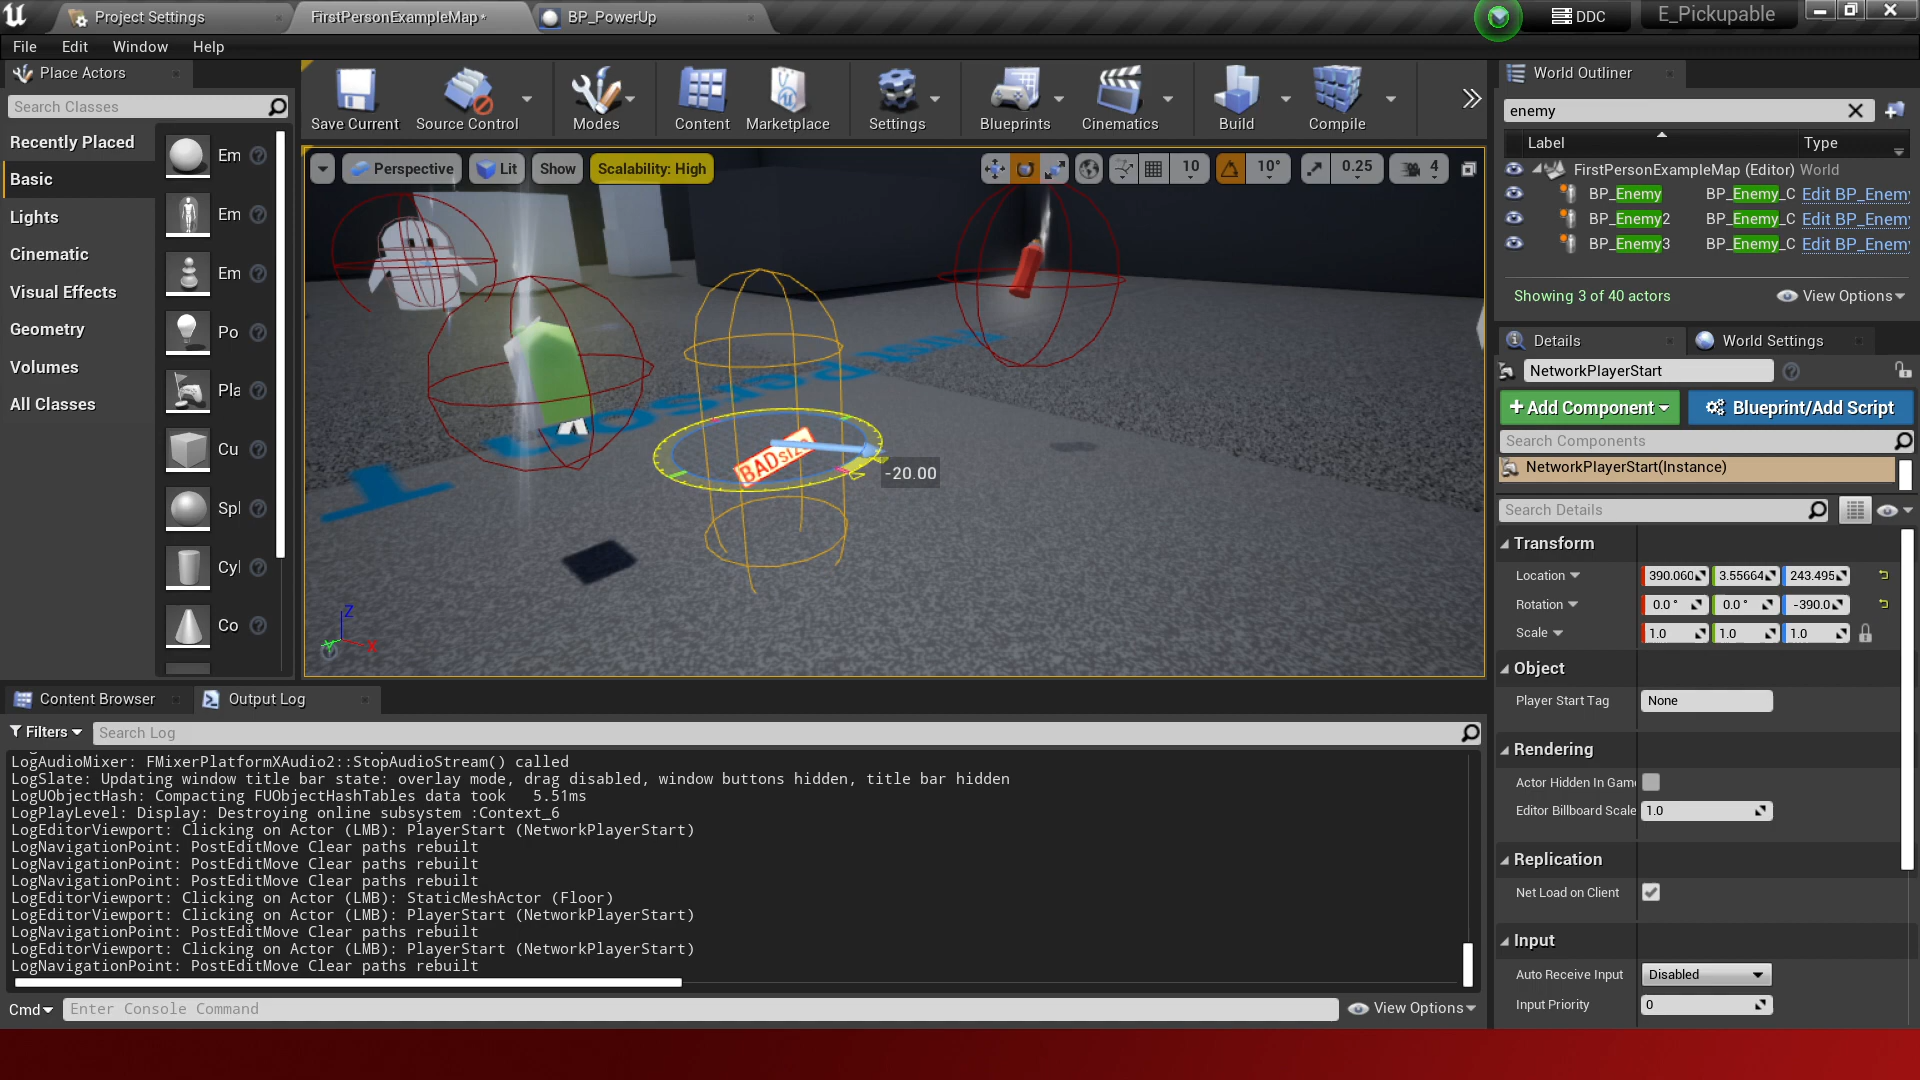 Project Settings
FirstPersonExampleMap*
BP_PowerUp
DDC
E_Pickupable
File Edit Window Help
Place Actors
Search Classes
Recently Placed
Basic
Lights
Cinematic
Visual Effects
Geometry
Volumes
All Classes
Em
Em
Em
Po
Pla
Cu
Spl
Cyl
Co
Save Current
Source Control
Modes
Content
Marketplace
Settings
Blueprints
Cinematics
Build
Compile
Perspective
Lit
Show
Scalability: High
10
10°
0.25
4
BADsiz
-20.00
Z
X
Y
World Outliner
enemy
Label
Type
FirstPersonExampleMap (Editor) World
BP_Enemy BP_Enemy_C Edit BP_Enemy
BP_Enemy2 BP_Enemy_C Edit BP_Enemy
BP_Enemy3 BP_Enemy_C Edit BP_Enemy
Showing 3 of 40 actors
View Options
Details
World Settings
NetworkPlayerStart
+Add Component
Blueprint/Add Script
Search Components
NetworkPlayerStart(Instance)
Search Details
Transform
Location 390.060 3.55664 243.495
Rotation 0.0 ° 0.0 ° -390.0
Scale 1.0 1.0 1.0
Object
Player Start Tag None
Rendering
Actor Hidden In Gam
Editor Billboard Scale 1.0
Replication
Net Load on Client
Input
Auto Receive Input Disabled
Input Priority 0
Content Browser
Output Log
Filters
Search Log
LogAudioMixer: FMixerPlatformXAudio2::StopAudioStream() called
LogSlate: Updating window title bar state: overlay mode, drag disabled, window buttons hidden, title bar hidden
LogUObjectHash: Compacting FUObjectHashTables data took 5.51ms
LogPlayLevel: Display: Destroying online subsystem :Context_6
LogEditorViewport: Clicking on Actor (LMB): PlayerStart (NetworkPlayerStart)
LogNavigationPoint: PostEditMove Clear paths rebuilt
LogNavigationPoint: PostEditMove Clear paths rebuilt
LogNavigationPoint: PostEditMove Clear paths rebuilt
LogEditorViewport: Clicking on Actor (LMB): StaticMeshActor (Floor)
LogEditorViewport: Clicking on Actor (LMB): PlayerStart (NetworkPlayerStart)
LogNavigationPoint: PostEditMove Clear paths rebuilt
LogEditorViewport: Clicking on Actor (LMB): PlayerStart (NetworkPlayerStart)
LogNavigationPoint: PostEditMove Clear paths rebuilt
Cmd
Enter Console Command
View Options